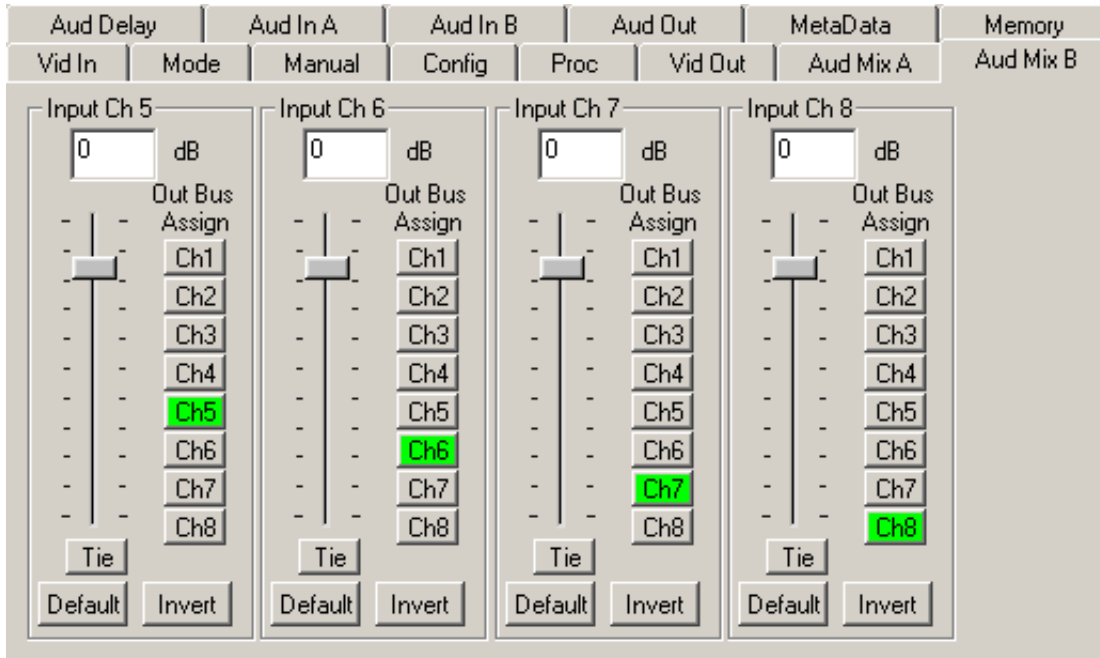 Aud Delay Aud In A Aud In B Aud Out MetaData Memory
Vid In Mode Manual Config Proc Vid Out Aud Mix A Aud Mix B
Input Ch 5
0 dB
Out Bus
Assign
Ch1
Ch2
Ch3
Ch4
Ch5
Ch6
Ch7
Ch8
Tie
Default Invert
Input Ch 6
0 dB
Out Bus
Assign
Ch1
Ch2
Ch3
Ch4
Ch5
Ch6
Ch7
Ch8
Tie
Default Invert
Input Ch 7
0 dB
Out Bus
Assign
Ch1
Ch2
Ch3
Ch4
Ch5
Ch6
Ch7
Ch8
Tie
Default Invert
Input Ch 8
0 dB
Out Bus
Assign
Ch1
Ch2
Ch3
Ch4
Ch5
Ch6
Ch7
Ch8
Tie
Default Invert